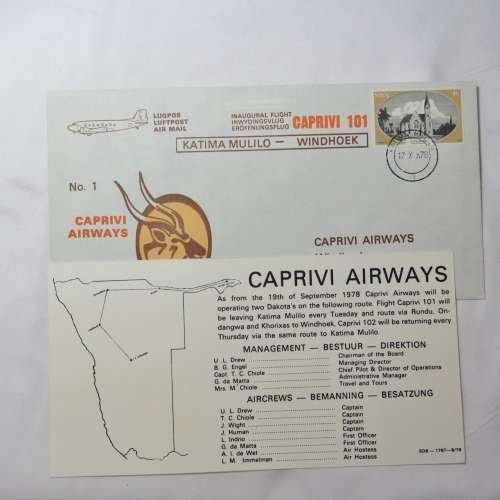 LUGPOS
LUFTPOST
AIR MAIL
INAUGURAL FLIGHT
INWYDINGSVLUG
ERÖFFNUNGSFLUG
CAPRIVI 101
KATIMA MULILO — WINDHOEK
No. 1
CAPRIVI
AIRWAYS
CAPRIVI AIRWAYS
CAPRIVI AIRWAYS
As from the 19th of September 1978 Caprivi Airways will be
operating two Dakota's on the following route. Flight Caprivi 101 will
be leaving Katima Mulilo every Tuesday and route via Rundu, On-
dangwa and Khorixas to Windhoek. Caprivi 102 will be returning every
Thursday via the same route to Katima Mulilo.
MANAGEMENT — BESTUUR — DIREKTION
U. L. Drew Chairman of the Board
B. G. Engel Managing Director
Capt. T. C. Chiole Chief Pilot & Director of Operations
G. da Matta Administrative Manager
Mrs. M. Chiole Travel and Tours
AIRCREWS — BEMANNING — BESATZUNG
U. L. Drew Captain
T. C. Chiole Captain
J. Wight Captain
J. Human Captain
L. Indrio First Officer
G. da Matta First Officer
A. I. de Wet Air Hostess
L. M. Immelman Air Hostess